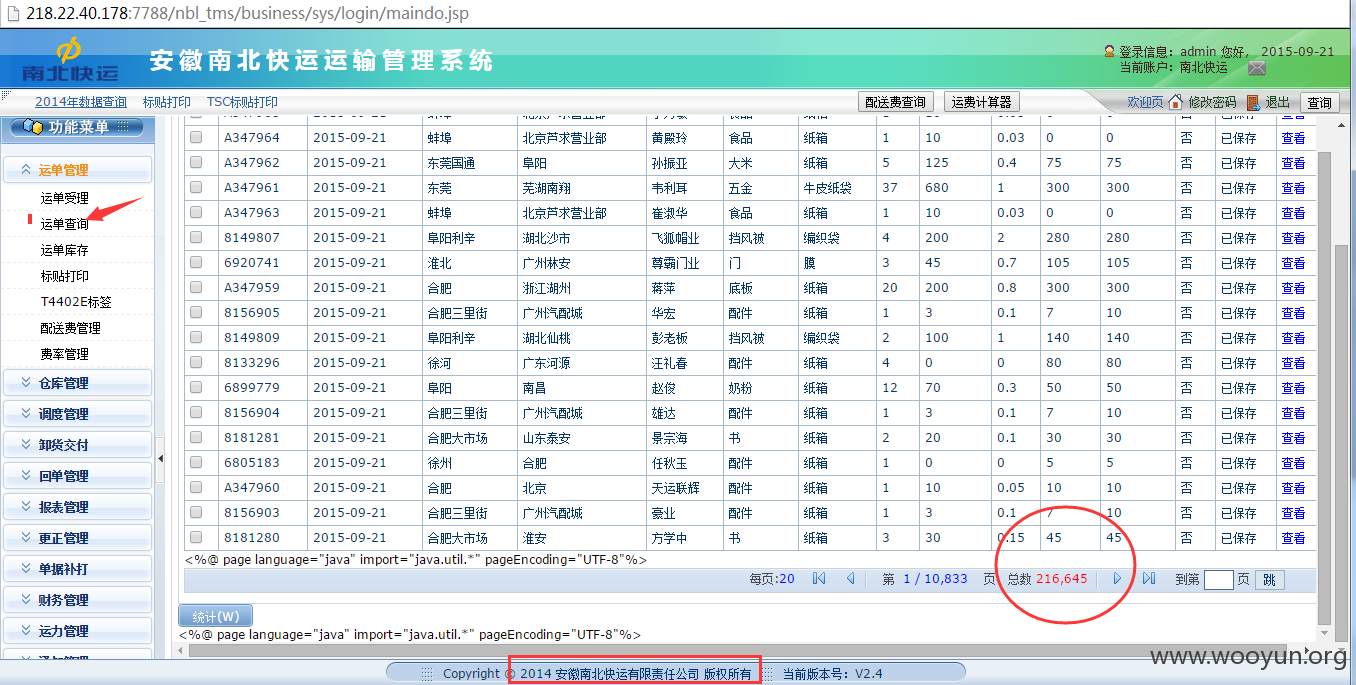 218.22.40.178:7788/nbl_tms/business/sys/login/maindo.jsp
南北快运
安徽南北快运运输管理系统
登录信息: admin 您好, 2015-09-21
当前账户: 南北快运
2014年数据查询 标贴打印 TSC标贴打印 配送费查询 运费计算器 欢迎页 修改密码 退出 查询
功能菜单
运单管理
运单受理
运单查询
运单库存
标贴打印
T4402E标签
配送费管理
费率管理
仓库管理
调度管理
卸货交付
回单管理
报表管理
更正管理
单据补打
财务管理
运力管理
A347964 2015-09-21 蚌埠 北京芦求营业部 黄殿玲 食品 纸箱 1 10 0.03 0 0 否 已保存 查看
A347962 2015-09-21 东莞国通 阜阳 孙振亚 大米 纸箱 5 125 0.4 75 75 否 已保存 查看
A347961 2015-09-21 东莞 芜湖南翔 韦利耳 五金 牛皮纸袋 37 680 1 300 300 否 已保存 查看
A347963 2015-09-21 蚌埠 北京芦求营业部 崔淑华 食品 纸箱 1 10 0.03 0 0 否 已保存 查看
8149807 2015-09-21 阜阳利辛 湖北沙市 飞狐帽业 挡风被 编织袋 4 200 2 280 280 否 已保存 查看
6920741 2015-09-21 淮北 广州林安 尊霸门业 门 膜 3 45 0.7 105 105 否 已保存 查看
A347959 2015-09-21 合肥 浙江湖州 蒋萍 底板 纸箱 20 200 0.8 300 300 否 已保存 查看
8156905 2015-09-21 合肥三里街 广州汽配城 华宏 配件 纸箱 1 3 0.1 7 10 否 已保存 查看
8149809 2015-09-21 阜阳利辛 湖北仙桃 彭老板 挡风被 编织袋 2 100 1 140 140 否 已保存 查看
8133296 2015-09-21 徐河 广东河源 汪礼春 配件 纸箱 4 0 0 80 80 否 已保存 查看
6899779 2015-09-21 阜阳 南昌 赵俊 奶粉 纸箱 12 70 0.3 50 50 否 已保存 查看
8156904 2015-09-21 合肥三里街 广州汽配城 雄达 配件 纸箱 1 3 0.1 7 10 否 已保存 查看
8181281 2015-09-21 合肥大市场 山东泰安 景宗海 书 纸箱 2 20 0.1 30 30 否 已保存 查看
6805183 2015-09-21 徐州 合肥 任秋玉 配件 纸箱 1 0 0 5 5 否 已保存 查看
A347960 2015-09-21 合肥 北京 天运联辉 配件 纸箱 1 10 0.05 10 10 否 已保存 查看
8156903 2015-09-21 合肥三里街 广州汽配城 豪业 配件 纸箱 1 3 0.1 7 10 否 已保存 查看
8181280 2015-09-21 合肥大市场 淮安 方学中 书 纸箱 3 30 0.15 45 45 否 已保存 查看
<%@ page language="java" import="java.util.*" pageEncoding="UTF-8"%>
每页:20 第 1 / 10,833 页 总数 216,645 到第 页 跳
统计(W)
<%@ page language="java" import="java.util.*" pageEncoding="UTF-8"%>
Copyright © 2014 安徽南北快运有限责任公司 版权所有 当前版本号: V2.4
www.wooyun.org